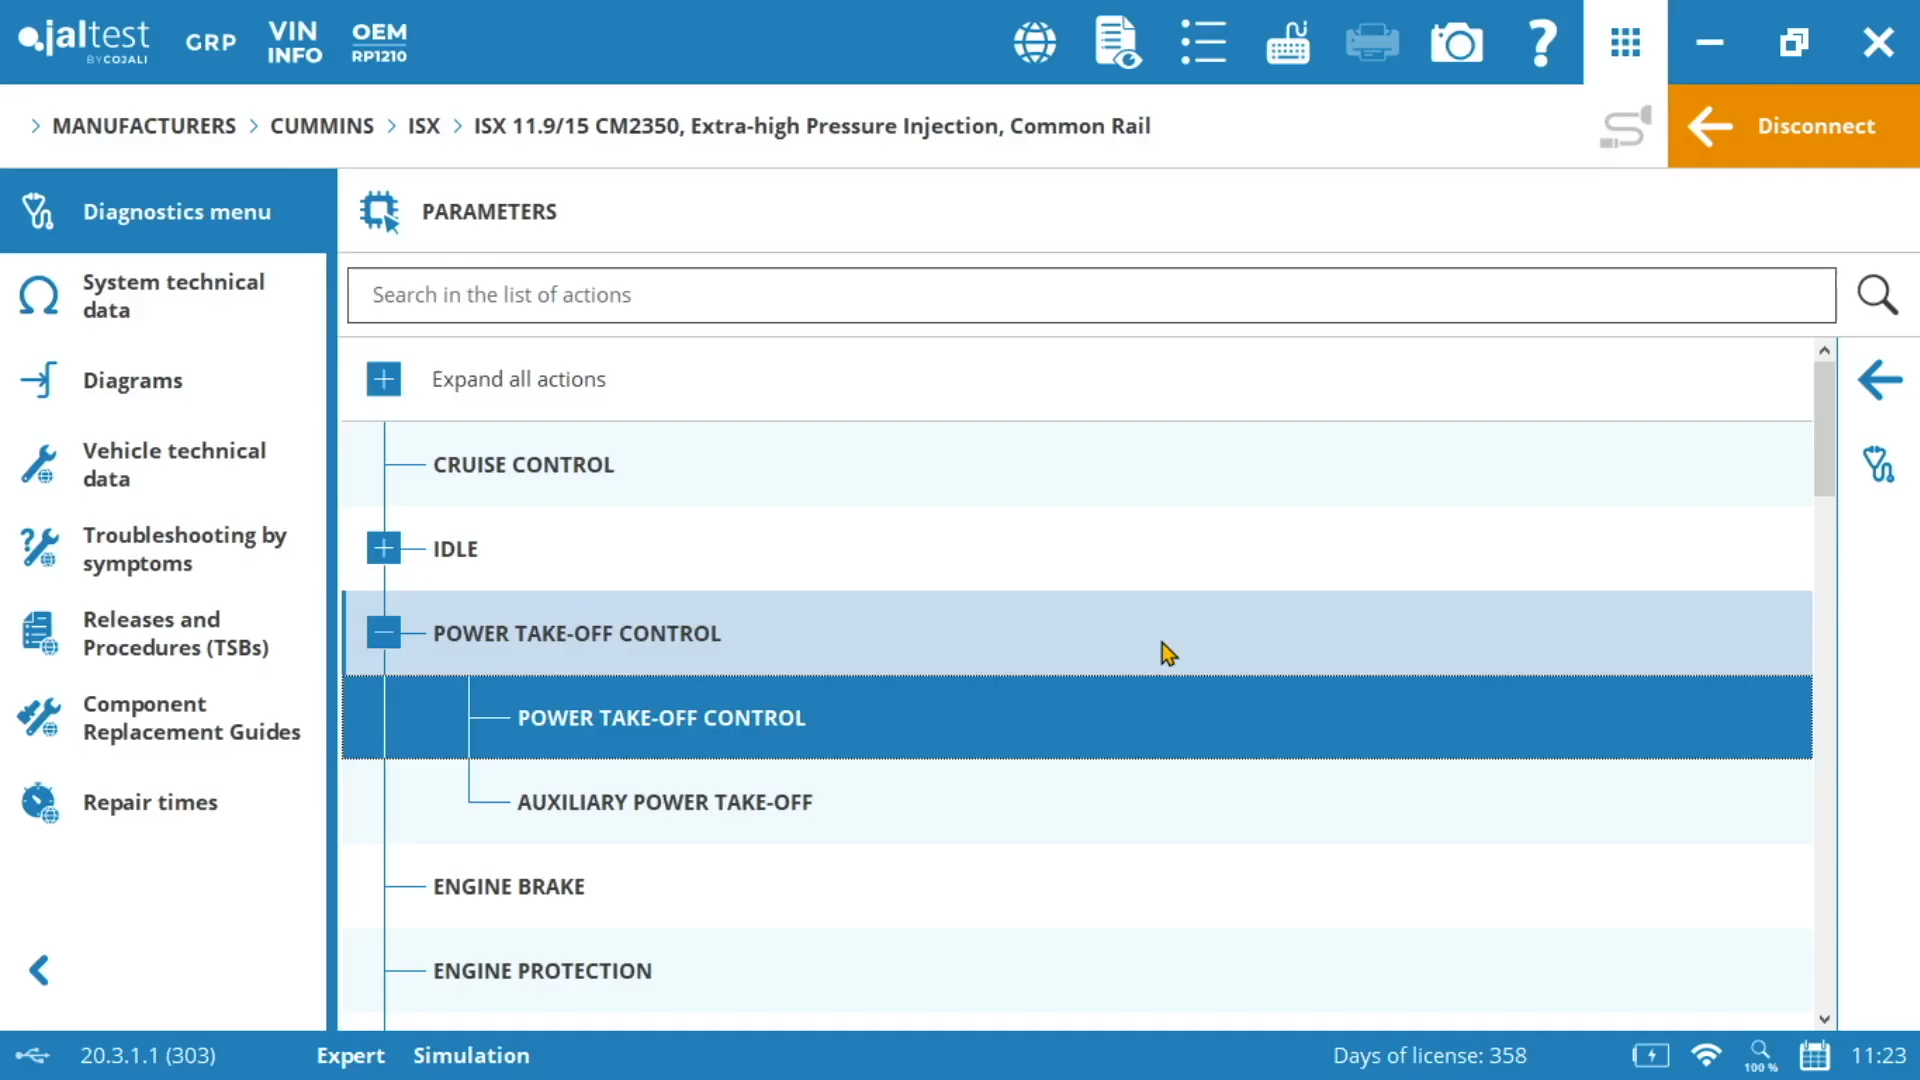 jaltest
BY COJALI
GRP
VIN
INFO
OEM
RP1210
MANUFACTURERS > CUMMINS > ISX > ISX 11.9/15 CM2350, Extra-high Pressure Injection, Common Rail
Disconnect
Diagnostics menu
System technical
data
Diagrams
Vehicle technical
data
Troubleshooting by
symptoms
Releases and
Procedures (TSBs)
Component
Replacement Guides
Repair times
PARAMETERS
Search in the list of actions
Expand all actions
CRUISE CONTROL
IDLE
POWER TAKE-OFF CONTROL
POWER TAKE-OFF CONTROL
AUXILIARY POWER TAKE-OFF
ENGINE BRAKE
ENGINE PROTECTION
20.3.1.1 (303)
Expert
Simulation
Days of license: 358
100 %
11:23